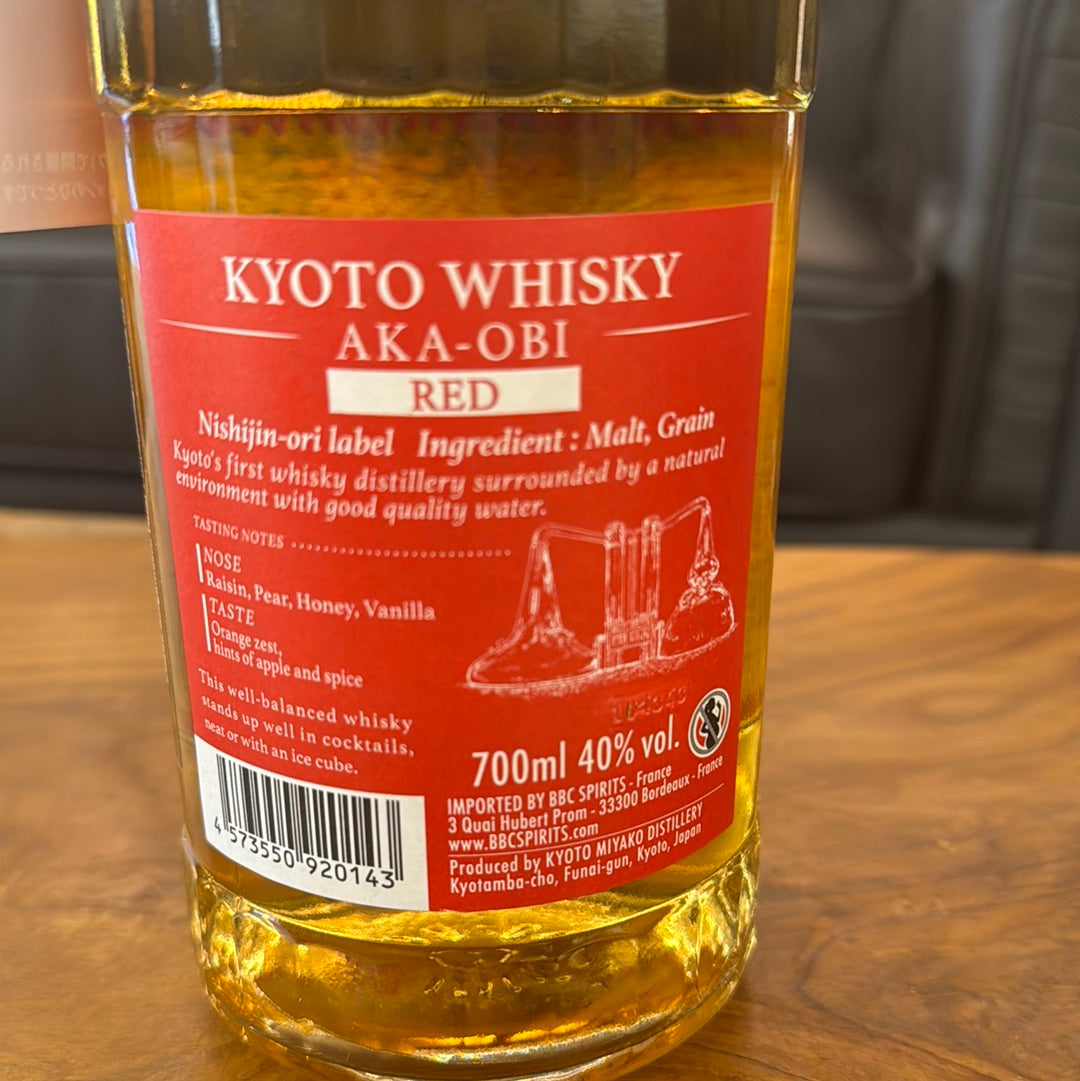 KYOTO WHISKY
AKA-OBI
RED
Nishijin-ori label Ingredient : Malt, Grain
Kyoto's first whisky distillery surrounded by a natural
environment with good quality water.
TASTING NOTES
NOSE
Raisin, Pear, Honey, Vanilla
TASTE
Orange zest,
hints of apple and spice
This well-balanced whisky
stands up well in cocktails,
neat or with an ice cube.
4 573550 920143
700ml 40% vol.
IMPORTED BY BBC SPIRITS - France
3 Quai Hubert Prom - 33300 Bordeaux - France
www.BBCSPIRITS.com
Produced by KYOTO MIYAKO DISTILLERY
Kyotamba-cho, Funai-gun, Kyoto, Japan